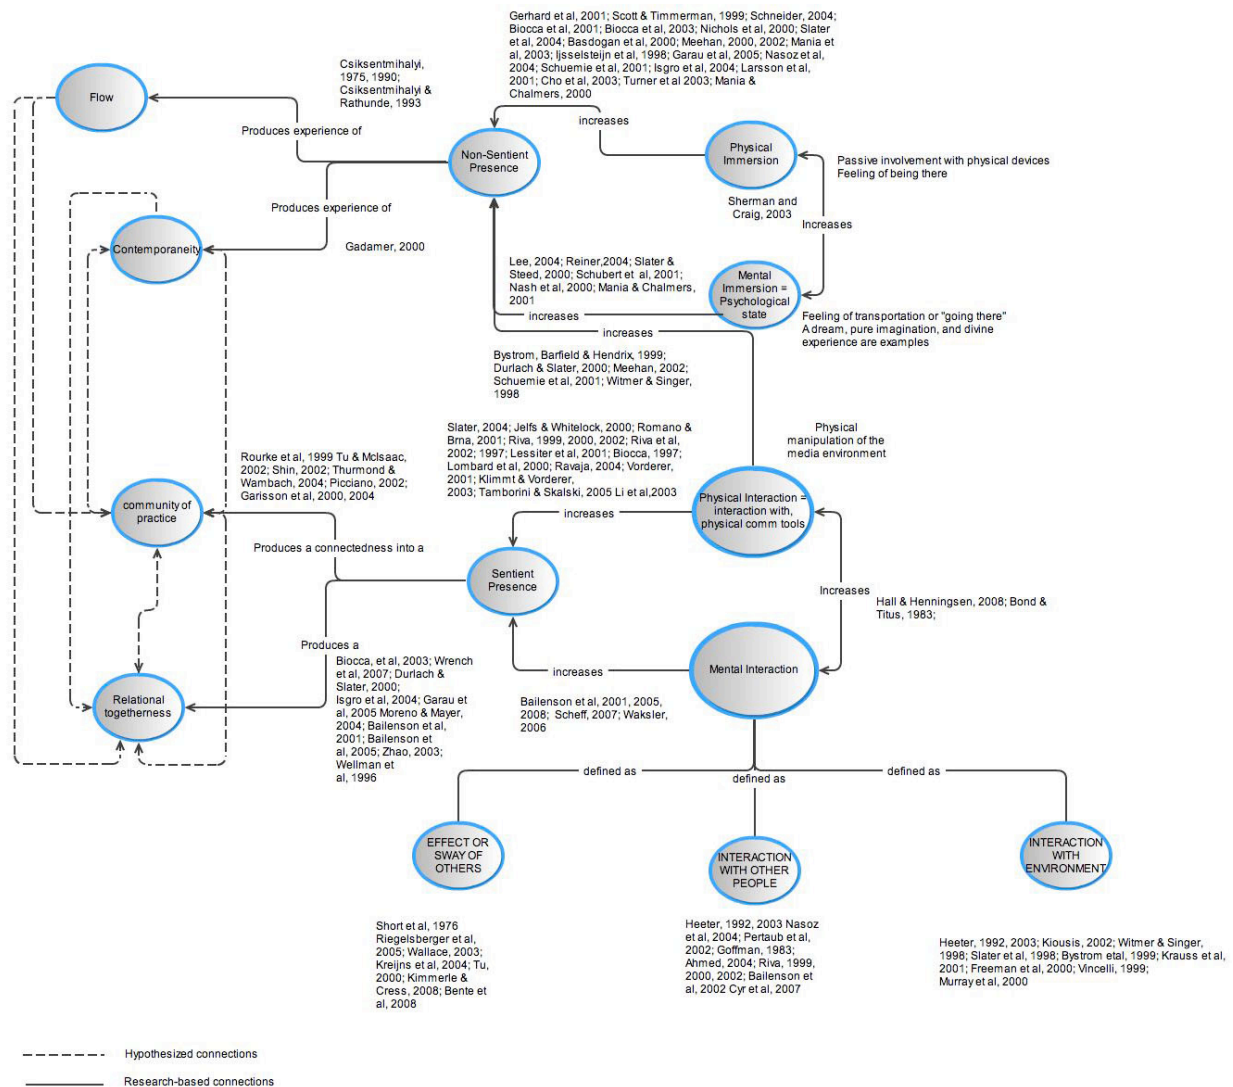 Gerhard et al, 2001; Scott & Timmerman, 1999; Schneider, 2004;
Biocca et al, 2001; Biocca et al, 2003; Nichols et al, 2000; Slater
et al, 2004; Basdogan et al, 2000; Meehan, 2000, 2002; Mania et
al, 2003; Ijsselsteijn et al, 1998; Garau et al, 2005; Nasoz et al,
2004; Schuemie et al, 2001; Isgro et al, 2004; Larsson et al,
2001; Cho et al, 2003; Turner et al 2003; Mania &
Chalmers, 2000
Csiksentmihalyi,
1975, 1990;
Csiksentmihalyi &
Rathunde, 1993
Flow
Produces experience of
Non-Sentient
Presence
increases
Physical
Immersion
Passive involvement with physical devices
Feeling of being there
Sherman and
Craig, 2003
Increases
Produces experience of
Gadamer, 2000
Contemporaneity
Lee, 2004; Reiner,2004; Slater &
Steed, 2000; Schubert et al, 2001;
Nash et al, 2000; Mania & Chalmers,
2001
Mental
Immersion =
Psychological
state
increases
Feeling of transportation or "going there"
A dream, pure imagination, and divine
experience are examples
increases
Bystrom, Barfield & Hendrix, 1999;
Durlach & Slater, 2000; Meehan, 2002;
Schuemie et al, 2001; Witmer & Singer,
1998
Slater, 2004; Jelfs & Whitelock, 2000; Romano &
Brna, 2001; Riva, 1999, 2000, 2002; Riva et al,
2002; 1997; Lessiter et al, 2001; Biocca, 1997;
Lombard et al, 2000; Ravaja, 2004; Vorderer,
2001; Klimmt & Vorderer,
2003; Tamborini & Skalski, 2005 Li et al,2003
Physical
manipulation of the
media environment
Rourke et al, 1999 Tu & McIsaac,
2002; Shin, 2002; Thurmond &
Wambach, 2004; Picciano, 2002;
Garisson et al, 2000, 2004
community of
practice
Physical Interaction =
interaction with,
physical comm tools
increases
Produces a connectedness into a
Sentient
Presence
Increases
Hall & Henningsen, 2008; Bond &
Titus, 1983;
Produces a
Biocca, et al, 2003; Wrench
et al, 2007; Durlach &
Slater, 2000;
Isgro et al, 2004; Garau et
al, 2005 Moreno & Mayer,
2004; Bailenson et al,
2001; Bailenson et
al, 2005; Zhao, 2003;
Wellman et
al, 1996
Relational
togetherness
increases
Mental Interaction
Bailenson et al, 2001, 2005,
2008; Scheff, 2007; Waksler,
2006
defined as
defined as
defined as
EFFECT OR
SWAY OF
OTHERS
INTERACTION
WITH OTHER
PEOPLE
INTERACTION
WITH
ENVIRONMENT
Short et al, 1976
Riegelsberger et al,
2005; Wallace, 2003;
Kreijns et al, 2004; Tu,
2000; Kimmerle &
Cress, 2008; Bente et
al, 2008
Heeter, 1992, 2003 Nasoz
et al, 2004; Pertaub et al,
2002; Goffman, 1983;
Ahmed, 2004; Riva, 1999,
2000, 2002; Bailenson et
al, 2002 Cyr et al, 2007
Heeter, 1992, 2003; Kiousis, 2002; Witmer & Singer,
1998; Slater et al, 1998; Bystrom etal, 1999; Krauss et al,
2001; Freeman et al, 2000; Vincelli, 1999;
Murray et al, 2000
Hypothesized connections
Research-based connections